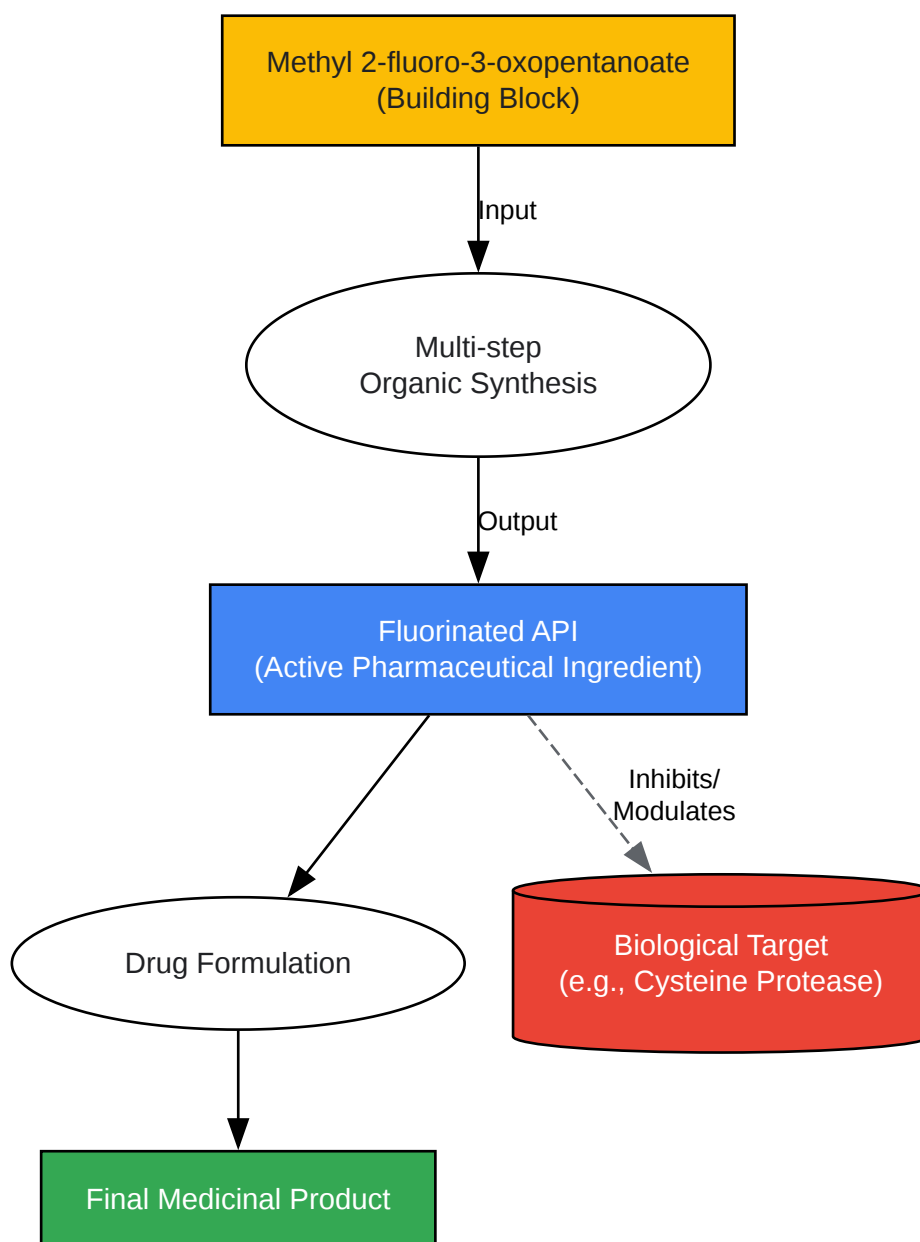 Methyl 2-fluoro-3-oxopentanoate
(Building Block)
Input
Multi-step
Organic Synthesis
Output
Fluorinated API
(Active Pharmaceutical Ingredient)
Inhibits/
Modulates
Drug Formulation
Biological Target
(e.g., Cysteine Protease)
Final Medicinal Product